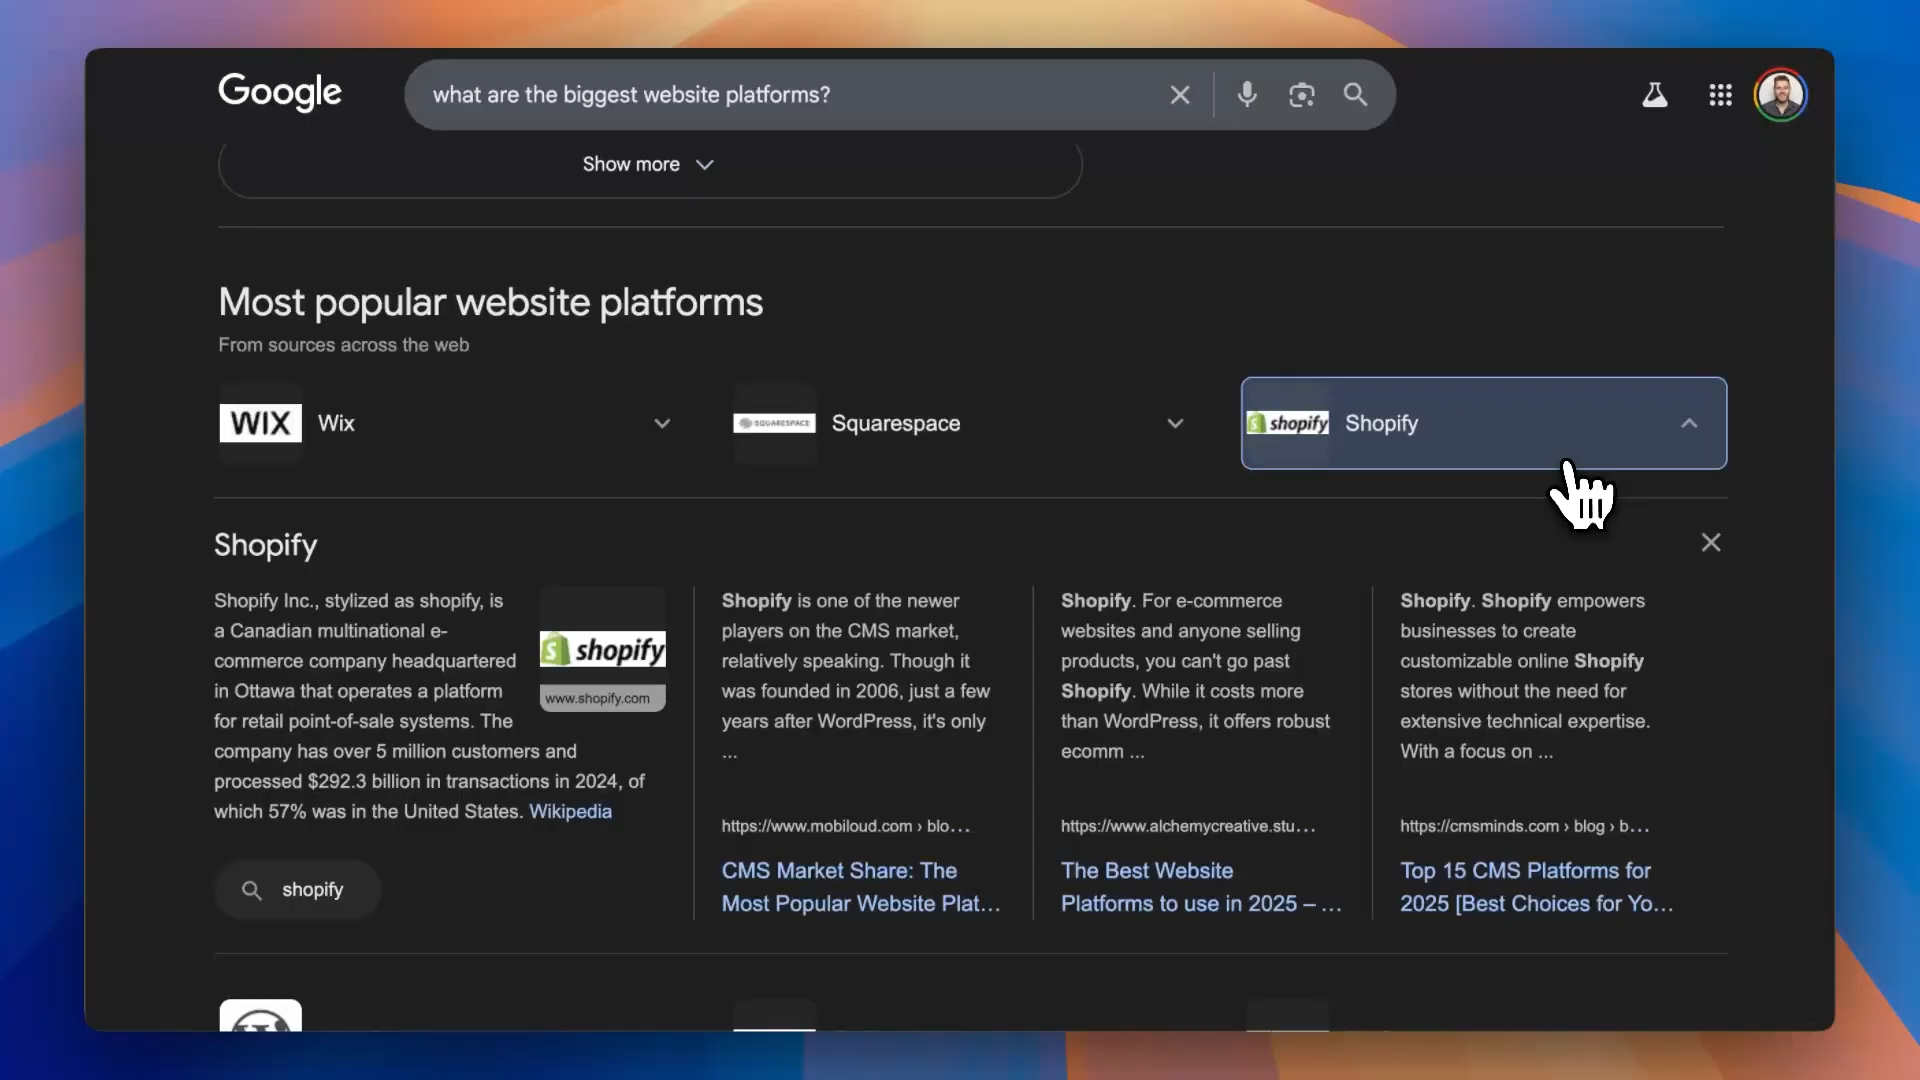 Google
what are the biggest website platforms?
Show more
Most popular website platforms
From sources across the web
WIX
Wix
SQUARESPACE
Squarespace
shopify
Shopify
Shopify
Shopify Inc., stylized as shopify, is
a Canadian multinational e-
commerce company headquartered
in Ottawa that operates a platform
for retail point-of-sale systems. The
company has over 5 million customers and
processed $292.3 billion in transactions in 2024, of
which 57% was in the United States. Wikipedia
shopify
www.shopify.com
shopify
Shopify is one of the newer
players on the CMS market,
relatively speaking. Though it
was founded in 2006, just a few
years after WordPress, it's only
...
https://www.mobiloud.com › blo...
CMS Market Share: The
Most Popular Website Plat...
Shopify. For e-commerce
websites and anyone selling
products, you can't go past
Shopify. While it costs more
than WordPress, it offers robust
ecomm ...
https://www.alchemycreative.stu...
The Best Website
Platforms to use in 2025 – ...
Shopify. Shopify empowers
businesses to create
customizable online Shopify
stores without the need for
extensive technical expertise.
With a focus on ...
https://cmsminds.com › blog › b...
Top 15 CMS Platforms for
2025 [Best Choices for Yo...